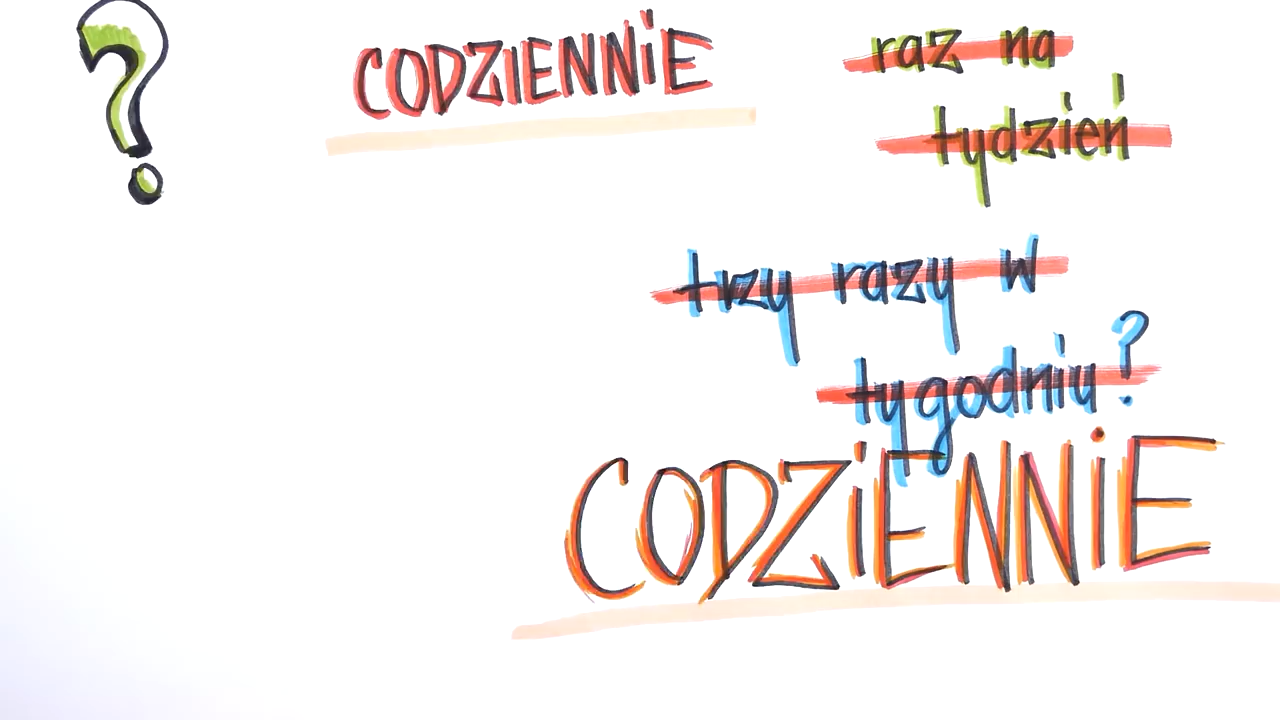 ?
CODZiENNiE
raz na
tydzień
trzy razy w
tygodniu?
CODZiENNiE